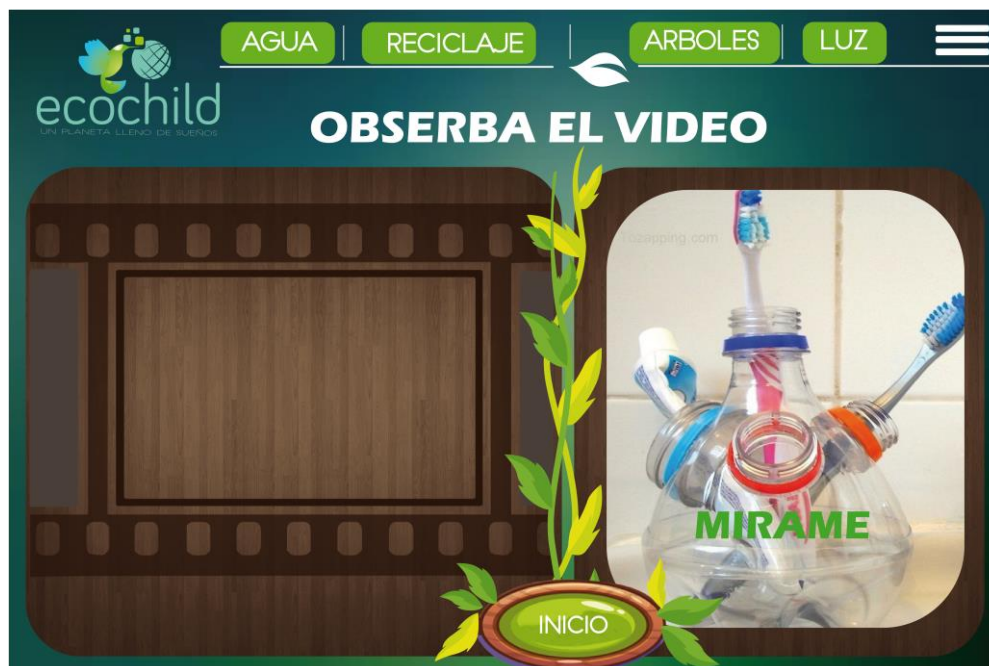 AGUA
RECICLAJE
ARBOLES
LUZ
ecochild
UN PLANETA LLENO DE SUEÑOS
OBSERBA EL VIDEO
MIRAME
INICIO